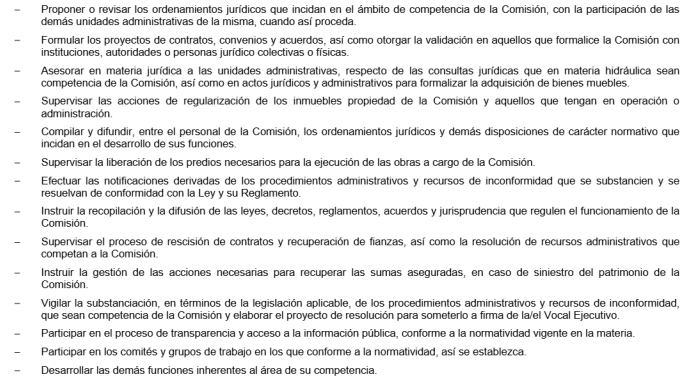 – Proponer o revisar los ordenamientos jurídicos que incidan en el ámbito de competencia de la Comisión, con la participación de las
demás unidades administrativas de la misma, cuando así proceda.
– Formular los proyectos de contratos, convenios y acuerdos, así como otorgar la validación en aquellos que formalice la Comisión con
instituciones, autoridades o personas jurídico colectivas o físicas.
– Asesorar en materia jurídica a las unidades administrativas, respecto de las consultas jurídicas que en materia hidráulica sean
competencia de la Comisión, así como en actos jurídicos y administrativos para formalizar la adquisición de bienes muebles.
– Supervisar las acciones de regularización de los inmuebles propiedad de la Comisión y aquellos que tengan en operación o
administración.
– Compilar y difundir, entre el personal de la Comisión, los ordenamientos jurídicos y demás disposiciones de carácter normativo que
incidan en el desarrollo de sus funciones.
– Supervisar la liberación de los predios necesarios para la ejecución de las obras a cargo de la Comisión.
– Efectuar las notificaciones derivadas de los procedimientos administrativos y recursos de inconformidad que se substancien y se
resuelvan de conformidad con la Ley y su Reglamento.
– Instruir la recopilación y la difusión de las leyes, decretos, reglamentos, acuerdos y jurisprudencia que regulen el funcionamiento de la
Comisión.
– Supervisar el proceso de rescisión de contratos y recuperación de fianzas, así como la resolución de recursos administrativos que
competan a la Comisión.
– Instruir la gestión de las acciones necesarias para recuperar las sumas aseguradas, en caso de siniestro del patrimonio de la
Comisión.
– Vigilar la substanciación, en términos de la legislación aplicable, de los procedimientos administrativos y recursos de inconformidad,
que sean competencia de la Comisión y elaborar el proyecto de resolución para someterlo a firma de la/el Vocal Ejecutivo.
– Participar en el proceso de transparencia y acceso a la información pública, conforme a la normatividad vigente en la materia.
– Participar en los comités y grupos de trabajo en los que conforme a la normatividad, así se establezca.
– Desarrollar las demás funciones inherentes al área de su competencia.